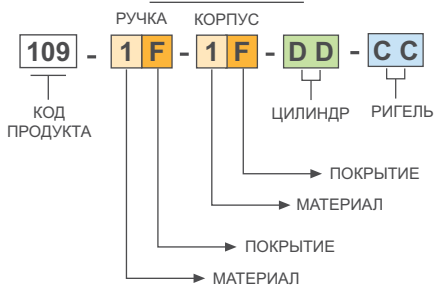 РУЧКА КОРПУС
109 - 1 F - 1 F - D D - C C
КОД ПРОДУКТА
ЦИЛИНДР РИГЕЛЬ
ПОКРЫТИЕ
МАТЕРИАЛ
ПОКРЫТИЕ
МАТЕРИАЛ